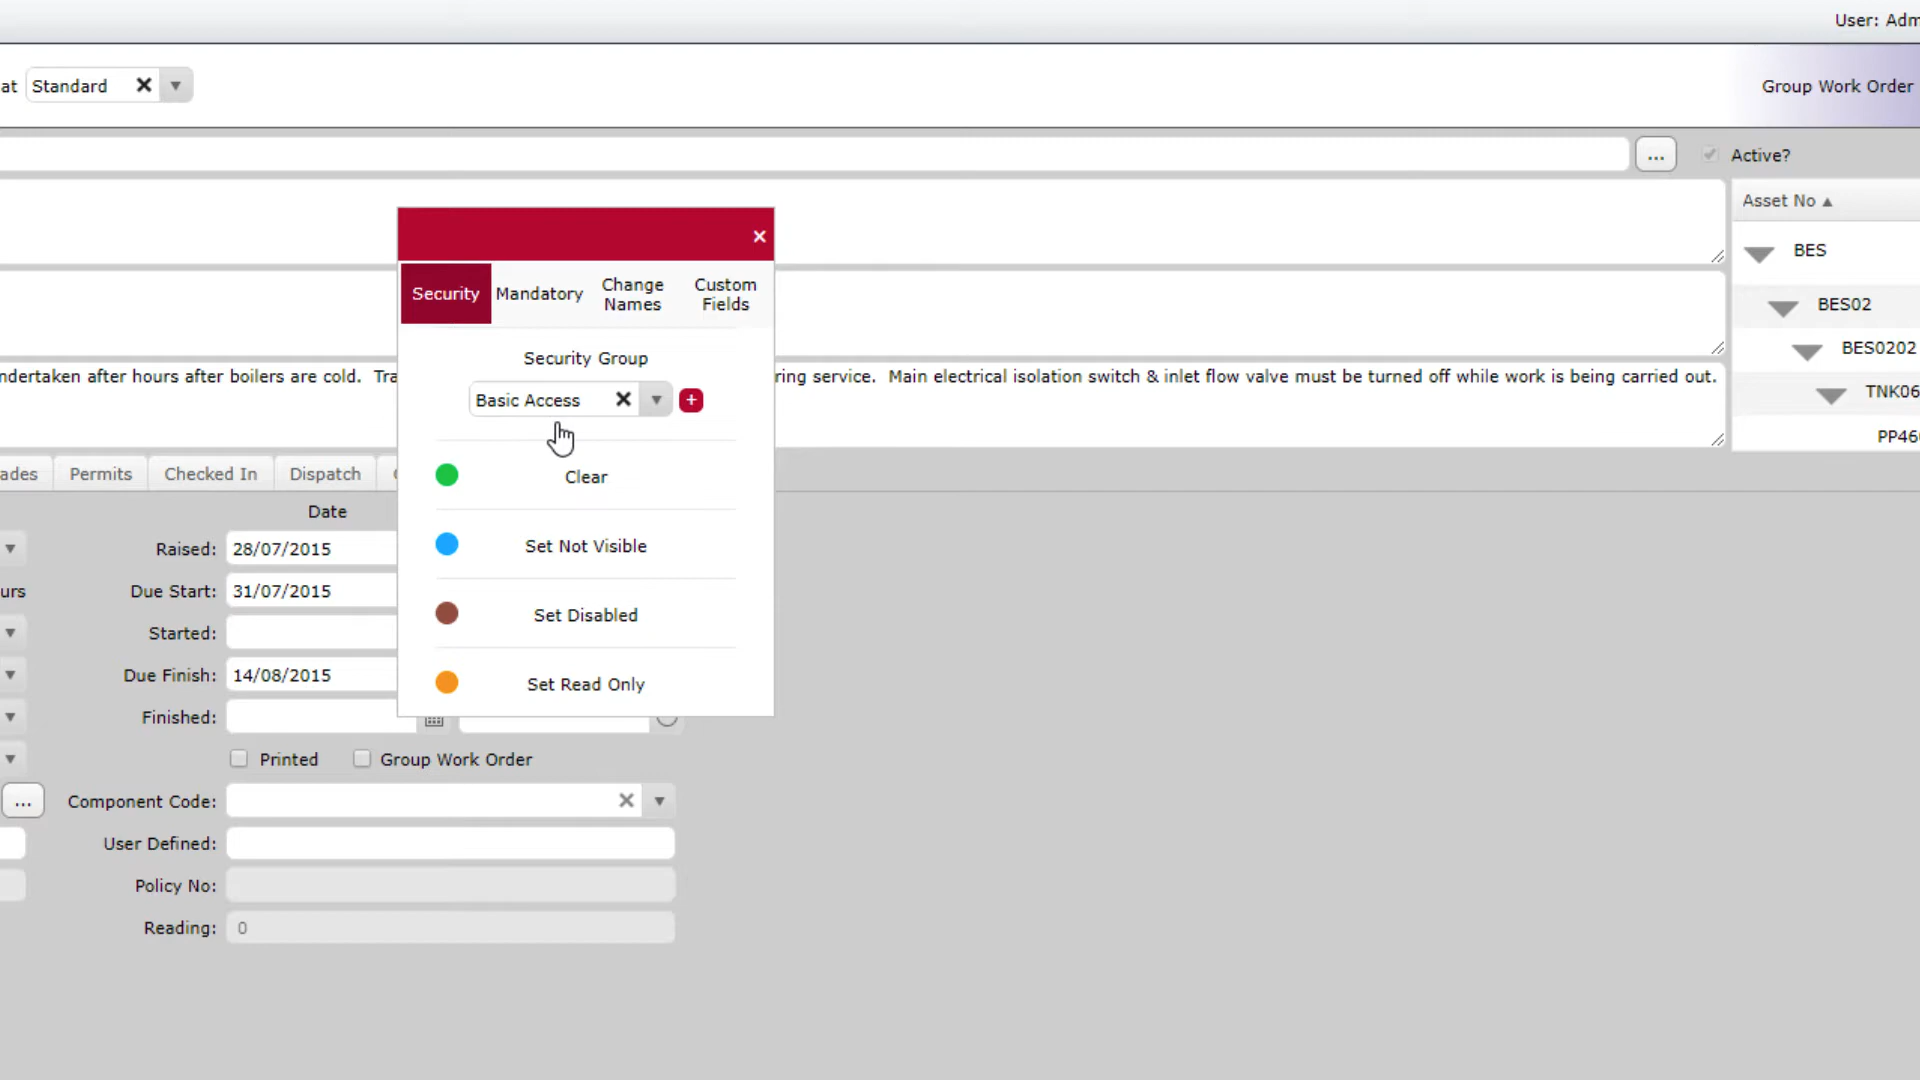 User: Adm
at Standard
Group Work Order
... Active?
Asset No
BES
BES02
BES0202
TNK06
PP46
Security Mandatory Change Names Custom Fields
Security Group
Basic Access
Clear
Set Not Visible
Set Disabled
Set Read Only
ndertaken after hours after boilers are cold. Tra
ring service. Main electrical isolation switch & inlet flow valve must be turned off while work is being carried out.
ades Permits Checked In Dispatch
Date
Raised: 28/07/2015
urs Due Start: 31/07/2015
Started:
Due Finish: 14/08/2015
Finished:
Printed Group Work Order
... Component Code:
User Defined:
Policy No:
Reading: 0